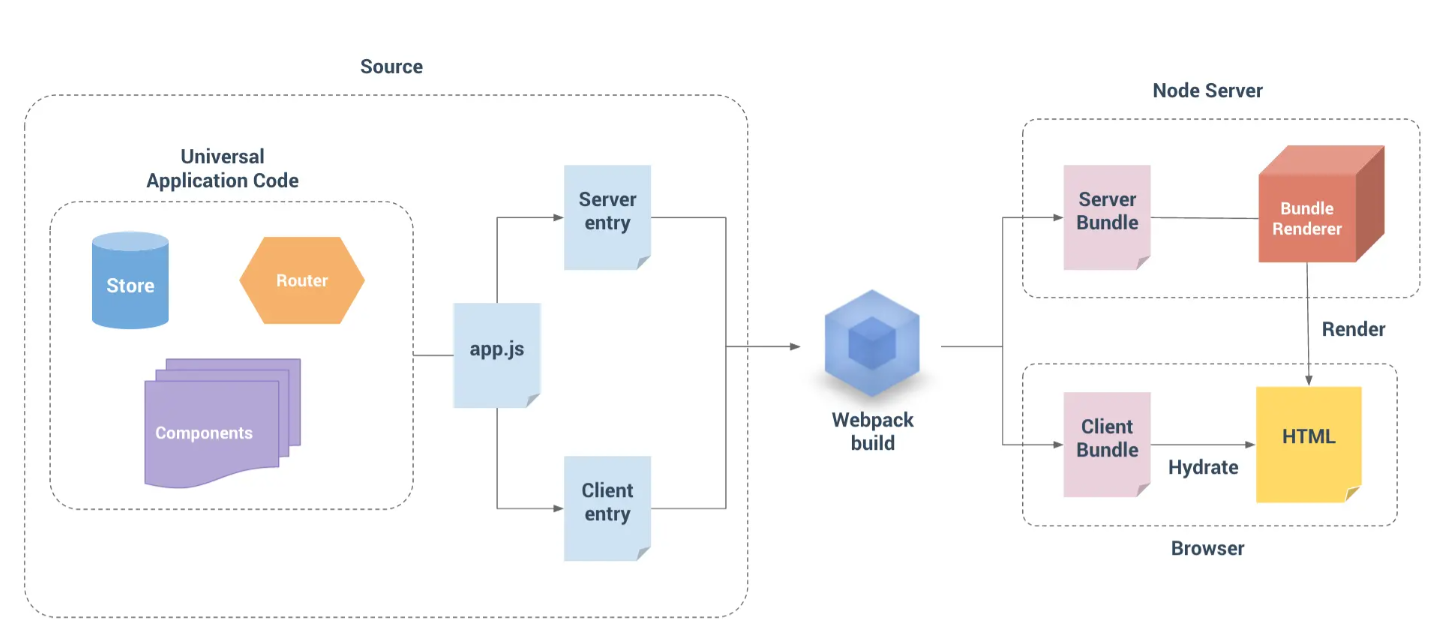 Source
Universal
Application Code
Store
Router
Components
app.js
Server
entry
Client
entry
Webpack
build
Node Server
Server
Bundle
Bundle
Renderer
Render
Client
Bundle
Hydrate
HTML
Browser